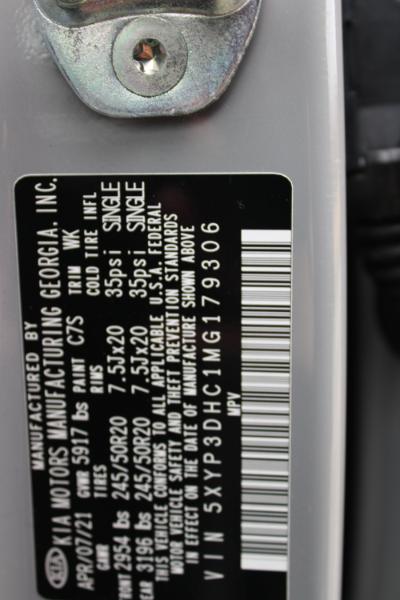 MANUFACTURED BY
KIA KIA MOTORS MANUFACTURING GEORGIA, INC.
APR/07/21 GVWR 5917 lbs PAINT C7S TRIM WK
GAWR TIRES RIMS COLD TIRE INFL
FRONT 2954 lbs 245/50R20 7.5Jx20 35psi SINGLE
REAR 3196 lbs 245/50R20 7.5Jx20 35psi SINGLE
THIS VEHICLE CONFORMS TO ALL APPLICABLE U.S.A. FEDERAL
MOTOR VEHICLE SAFETY AND THEFT PREVENTION STANDARDS
IN EFFECT ON THE DATE OF MANUFACTURE SHOWN ABOVE
VIN 5XYP3DHC1MG179306
MPV